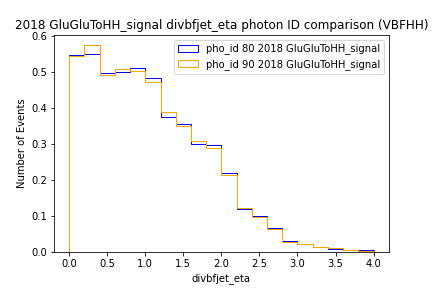 2018 GluGluToHH_signal divbfjet_eta photon ID comparison (VBFHH)
pho_id 80 2018 GluGluToHH_signal
pho_id 90 2018 GluGluToHH_signal
Number of Events
0.6
0.5
0.4
0.3
0.2
0.1
0.0
0.0 0.5 1.0 1.5 2.0 2.5 3.0 3.5 4.0
divbfjet_eta